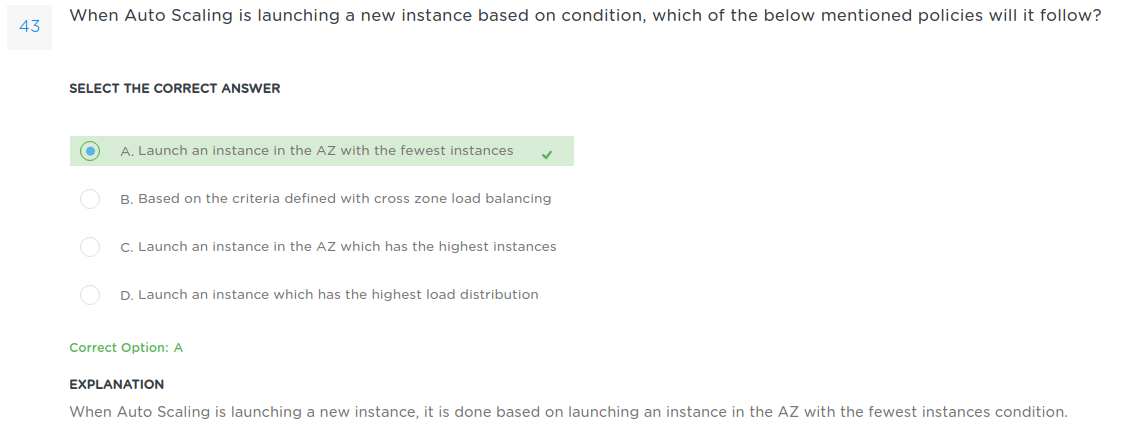 43
When Auto Scaling is launching a new instance based on condition, which of the below mentioned policies will it follow?
SELECT THE CORRECT ANSWER
A. Launch an instance in the AZ with the fewest instances
B. Based on the criteria defined with cross zone load balancing
C. Launch an instance in the AZ which has the highest instances
D. Launch an instance which has the highest load distribution
Correct Option: A
EXPLANATION
When Auto Scaling is launching a new instance, it is done based on launching an instance in the AZ with the fewest instances condition.